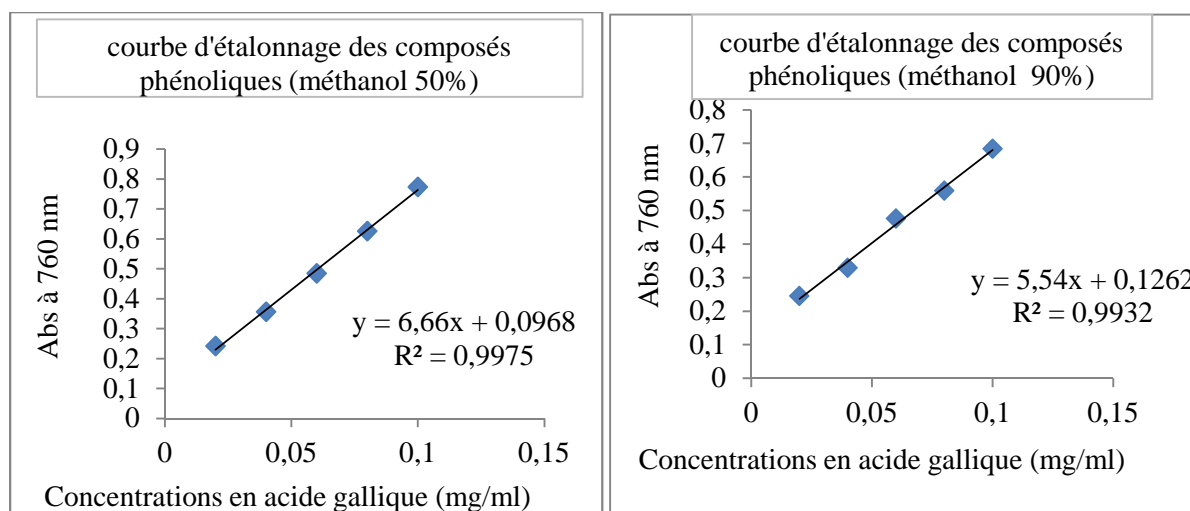 courbe d'étalonnage des composés
phénoliques (méthanol 50%)
0,9
0,8
0,7
0,6
0,5
0,4
0,3
0,2
0,1
0
Abs à 760 nm
y = 6,66x + 0,0968
R² = 0,9975
0
0,05
0,1
0,15
Concentrations en acide gallique (mg/ml)
courbe d'étalonnage des composés
phénoliques (méthanol 90%)
0,8
0,7
0,6
0,5
0,4
0,3
0,2
0,1
0
Abs à 760 nm
y = 5,54x + 0,1262
R² = 0,9932
0
0,05
0,1
0,15
Concentrations en acide gallique (mg/ml)